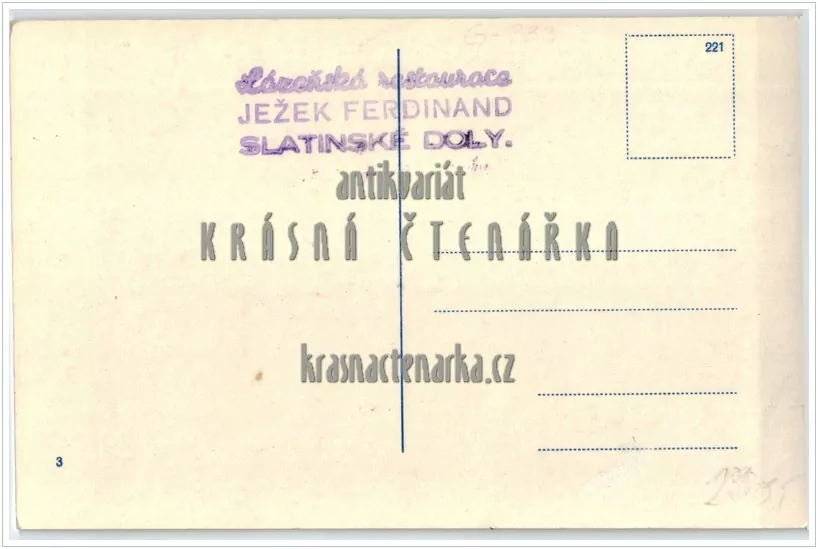 221
Lázeňská restaurace
JEŽEK FERDINAND
SLATINSKÉ DOLY.
antikvariát
KRÁSNÁ ČTENÁŘKA
krasnactenarka.cz
3